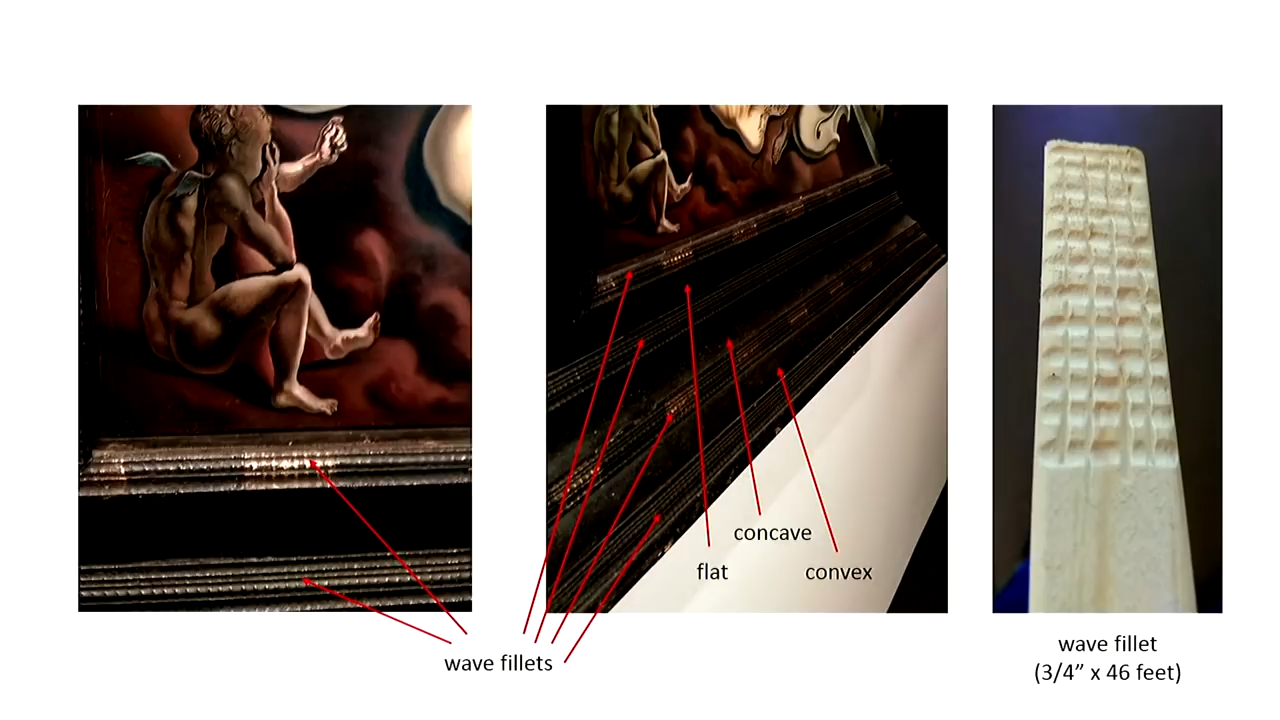 concave
flat
convex
wave fillets
wave fillet
(3/4” x 46 feet)